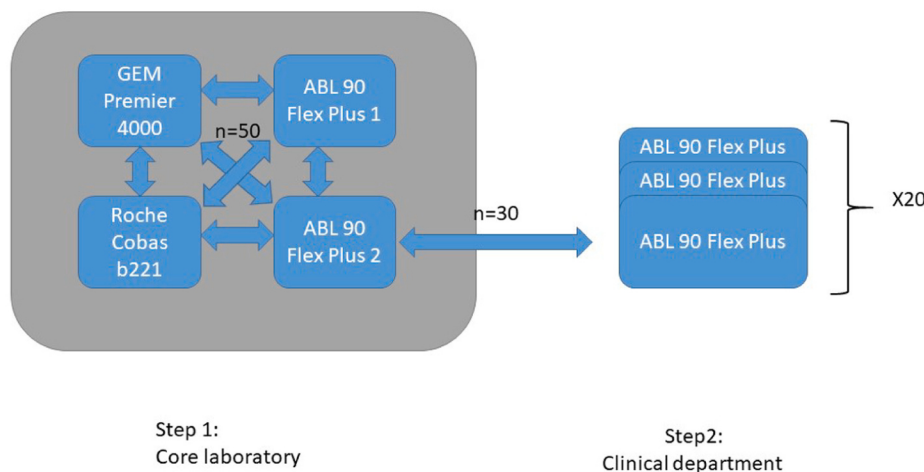 GEM
Premier
4000
ABL 90
Flex Plus 1
n=50
Roche
Cobas
b221
ABL 90
Flex Plus 2
n=30
ABL 90 Flex Plus
ABL 90 Flex Plus
ABL 90 Flex Plus
X20
Step 1:
Core laboratory
Step2:
Clinical department